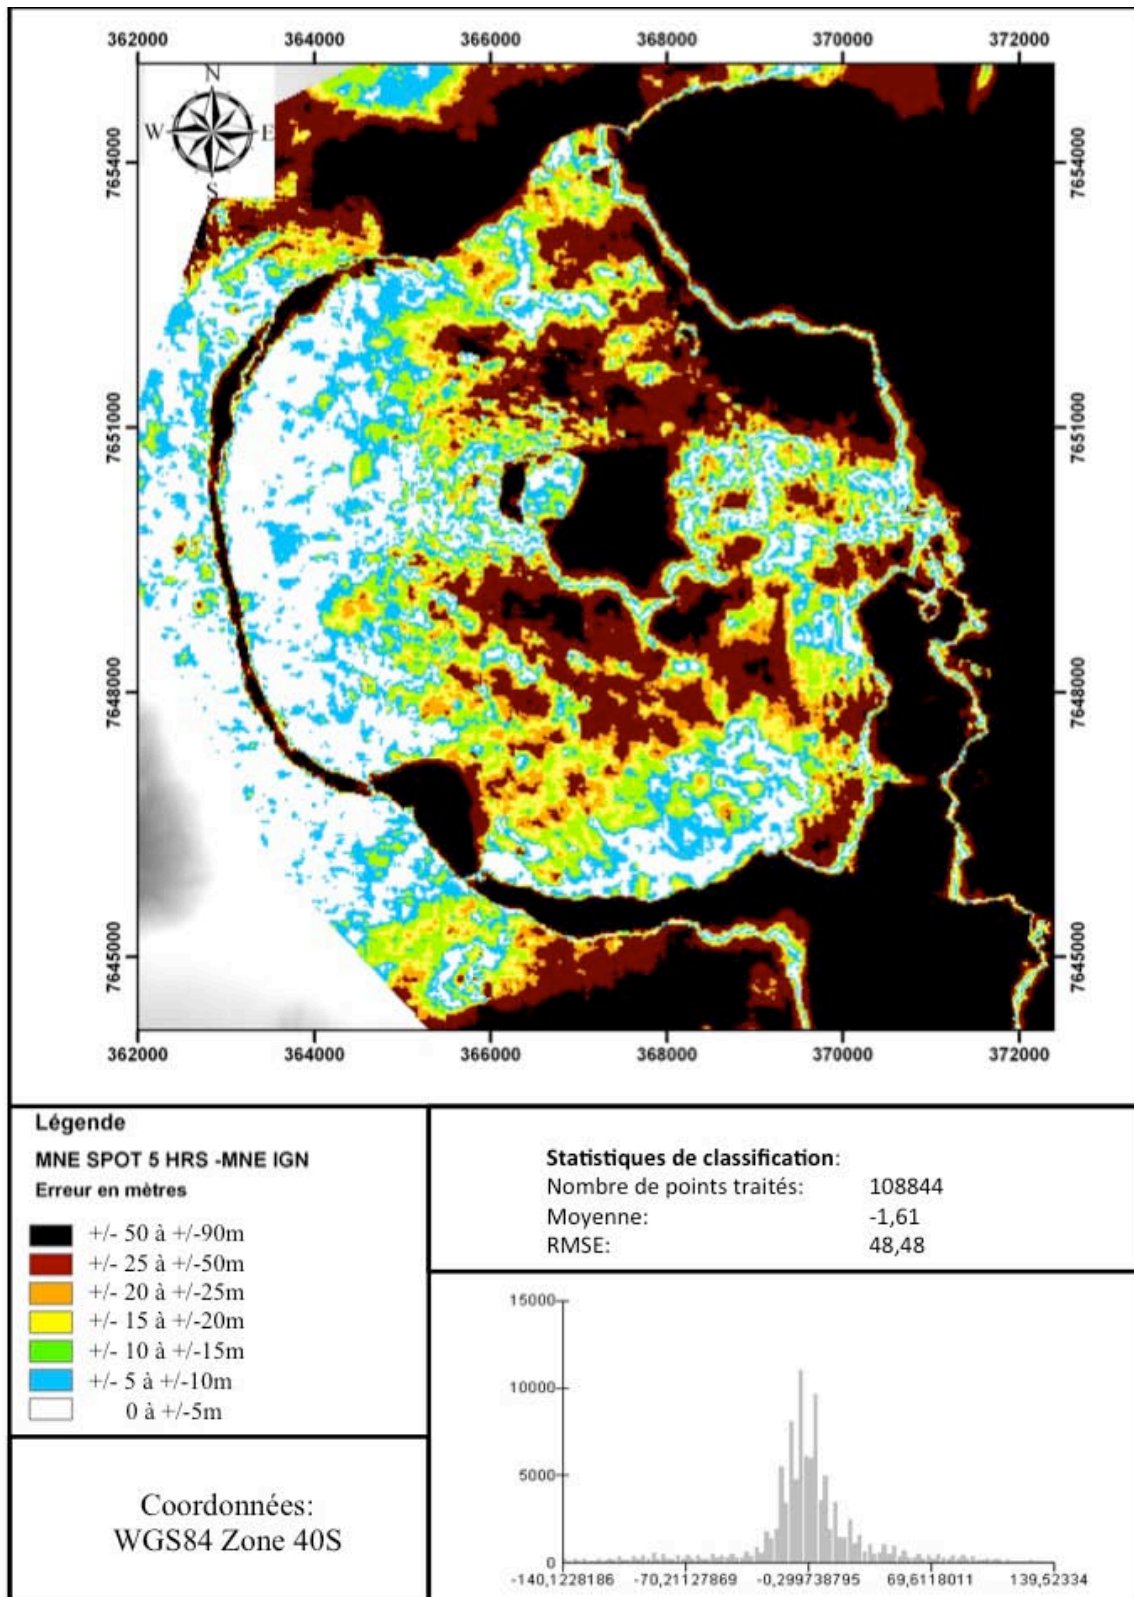 362000 364000 366000 368000 370000 372000
N
W E
S
7654000 7654000
7651000 7651000
7648000 7648000
7645000 7645000
362000 364000 366000 368000 370000 372000
Légende
MNE SPOT 5 HRS -MNE IGN
Erreur en mètres
+/- 50 à +/-90m
+/- 25 à +/-50m
+/- 20 à +/-25m
+/- 15 à +/-20m
+/- 10 à +/-15m
+/- 5 à +/-10m
0 à +/-5m
Coordonnées:
WGS84 Zone 40S
Statistiques de classification:
Nombre de points traités: 108844
Moyenne: -1,61
RMSE: 48,48
15000
10000
5000
0
-140,1228186 -70,21127869 -0,299738795 69,6118011 139,52334